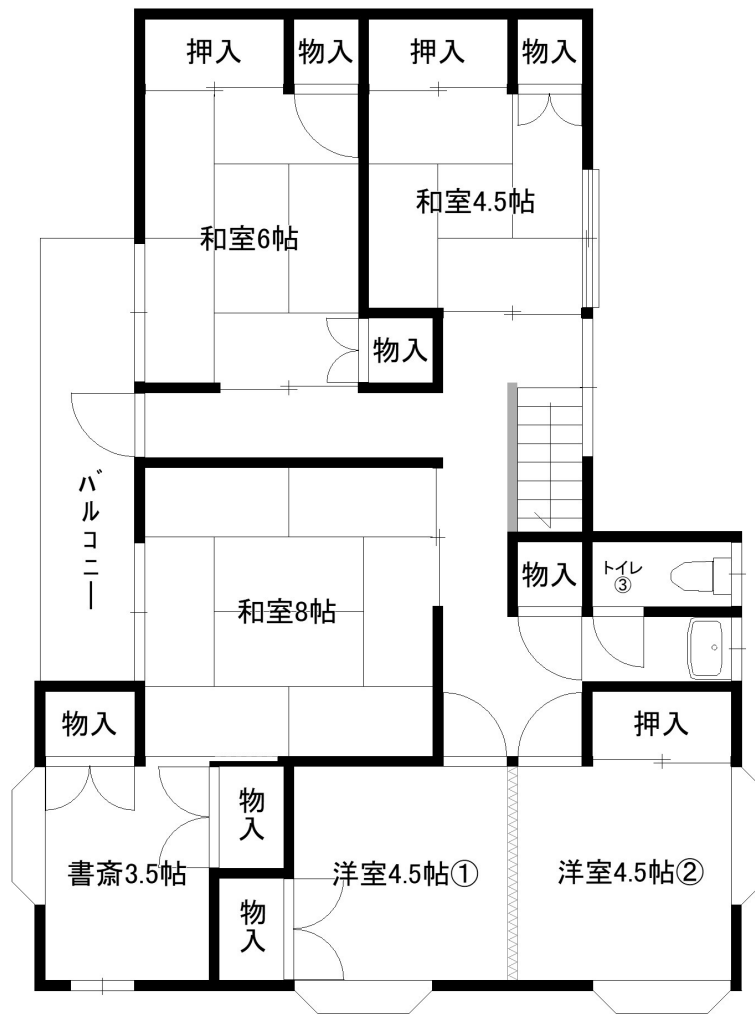 押入
物入
押入
物入
和室4.5帖
和室6帖
物入
バルコニー
物入
トイレ
③
和室8帖
物入
押入
物入
書斎3.5帖
洋室4.5帖①
洋室4.5帖②
物入